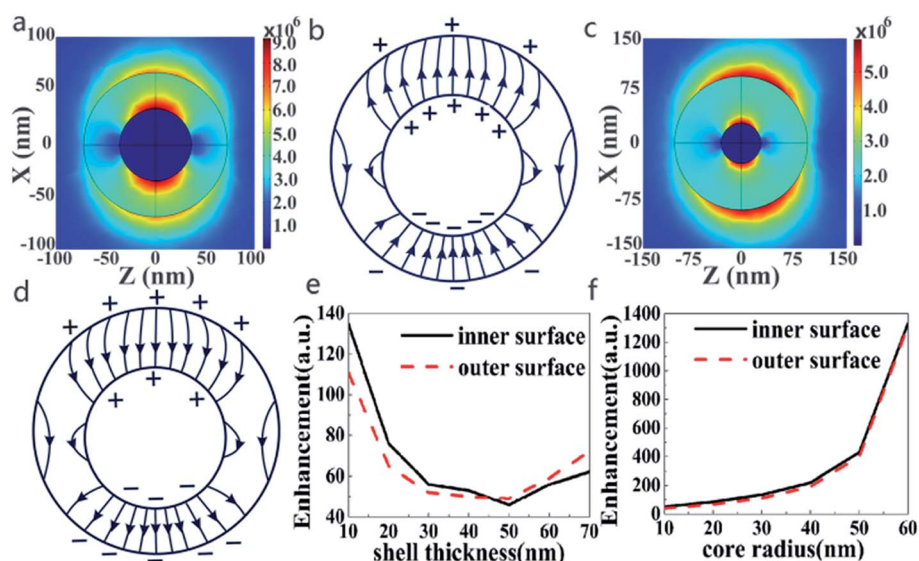 a
x10⁶
100
50
0
-50
-100
X (nm)
-100
-50
0
50
100
Z (nm)
9.0
8.0
7.0
6.0
5.0
4.0
3.0
2.0
1.0
b
+ + +
+ + + + +
− − − − −
− − −
c
x10⁶
150
75
0
-75
-150
X (nm)
-150
-75
0
75
150
Z (nm)
5.0
4.0
3.0
2.0
1.0
d
+ + + + +
+ + +
− − −
− − − − −
e
140
120
100
80
60
40
Enhancement(a.u.)
inner surface
outer surface
10 20 30 40 50 60 70
shell thickness(nm)
f
1400
1200
1000
800
600
400
200
0
Enhancement(a.u.)
inner surface
outer surface
10 20 30 40 50 60
core radius(nm)